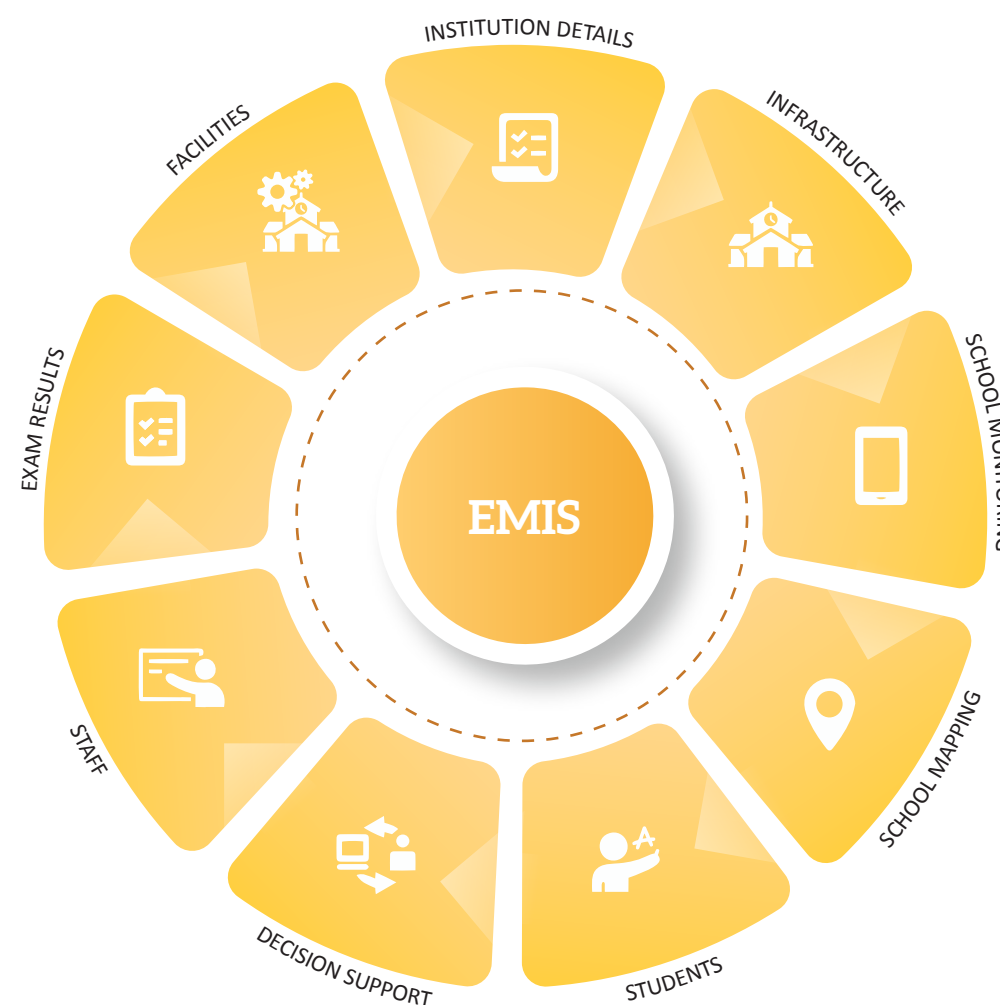 INSTITUTION DETAILS
INFRASTRUCTURE
SCHOOL MONITORING
SCHOOL MAPPING
STUDENTS
DECISION SUPPORT
STAFF
EXAM RESULTS
FACILITIES
EMIS